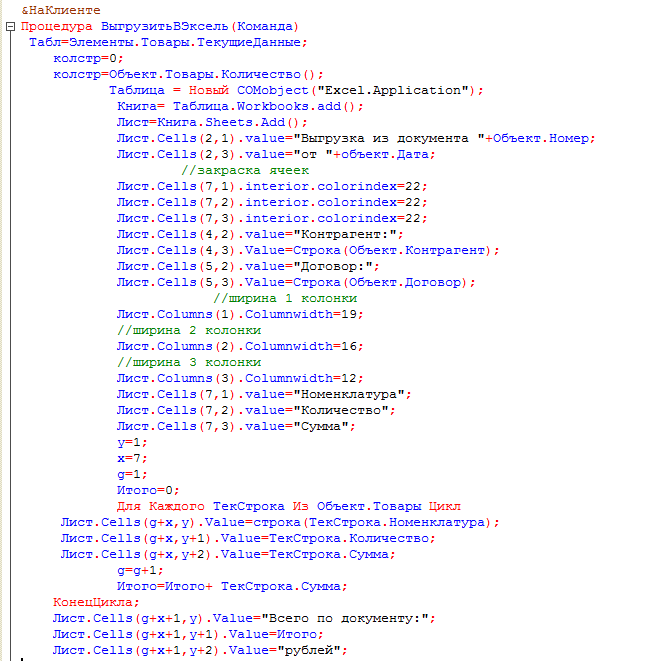 &НаКлиенте
Процедура ВыгрузитьВЭксель(Команда)
Табл=Элементы.Товары.ТекущиеДанные;
колстр=0;
колстр=Объект.Товары.Количество();
Таблица = Новый COMobject("Excel.Application");
Книга= Таблица.Workbooks.add();
Лист=Книга.Sheets.Add();
Лист.Cells(2,1).value="Выгрузка из документа "+Объект.Номер;
Лист.Cells(2,3).value="от "+объект.Дата;
//закраска ячеек
Лист.Cells(7,1).interior.colorindex=22;
Лист.Cells(7,2).interior.colorindex=22;
Лист.Cells(7,3).interior.colorindex=22;
Лист.Cells(4,2).value="Контрагент:";
Лист.Cells(4,3).Value=Строка(Объект.Контрагент);
Лист.Cells(5,2).value="Договор:";
Лист.Cells(5,3).Value=Строка(Объект.Договор);
//ширина 1 колонки
Лист.Columns(1).Columnwidth=19;
//ширина 2 колонки
Лист.Columns(2).Columnwidth=16;
//ширина 3 колонки
Лист.Columns(3).Columnwidth=12;
Лист.Cells(7,1).value="Номенклатура";
Лист.Cells(7,2).value="Количество";
Лист.Cells(7,3).value="Сумма";
y=1;
x=7;
g=1;
Итого=0;
Для Каждого ТекСтрока Из Объект.Товары Цикл
Лист.Cells(g+x,y).Value=строка(ТекСтрока.Номенклатура);
Лист.Cells(g+x,y+1).Value=ТекСтрока.Количество;
Лист.Cells(g+x,y+2).Value=ТекСтрока.Сумма;
g=g+1;
Итого=Итого+ ТекСтрока.Сумма;
КонецЦикла;
Лист.Cells(g+x+1,y).Value="Всего по документу:";
Лист.Cells(g+x+1,y+1).Value=Итого;
Лист.Cells(g+x+1,y+2).Value="рублей";